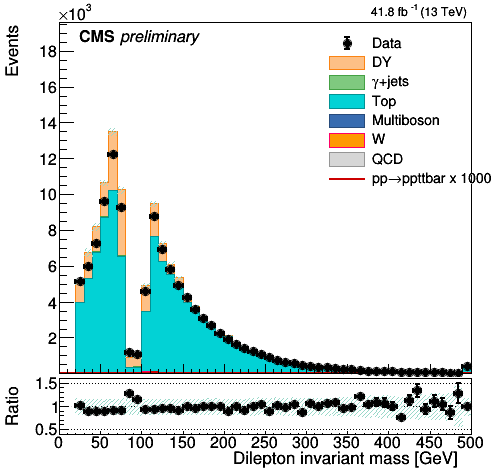 ×10³
41.8 fb⁻¹ (13 TeV)
CMS preliminary
Events
Data
DY
γ+jets
Top
Multiboson
W
QCD
pp→ppttbar x 1000
18
16
14
12
10
8
6
4
2
Ratio
1.5
1
0.5
0 50 100 150 200 250 300 350 400 450 500
Dilepton invariant mass [GeV]